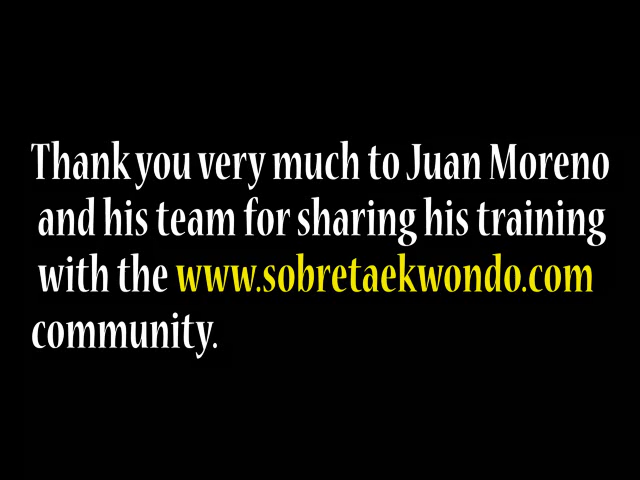 Thank you very much to Juan Moreno
and his team for sharing his training
with the www.sobretaekwondo.com
community.